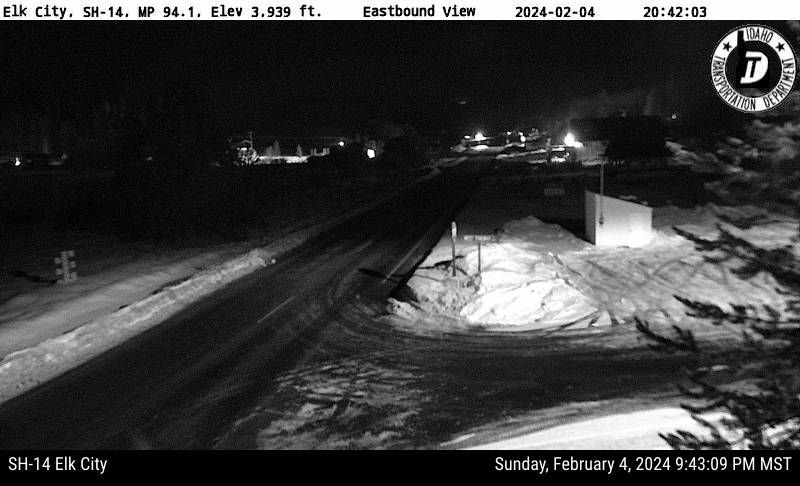 Elk City, SH-14, MP 94.1, Elev 3,939 ft. Eastbound View 2024-02-04 20:42:03
IDAHO
TRANSPORTATION DEPARTMENT
SH-14 Elk City Sunday, February 4, 2024 9:43:09 PM MST